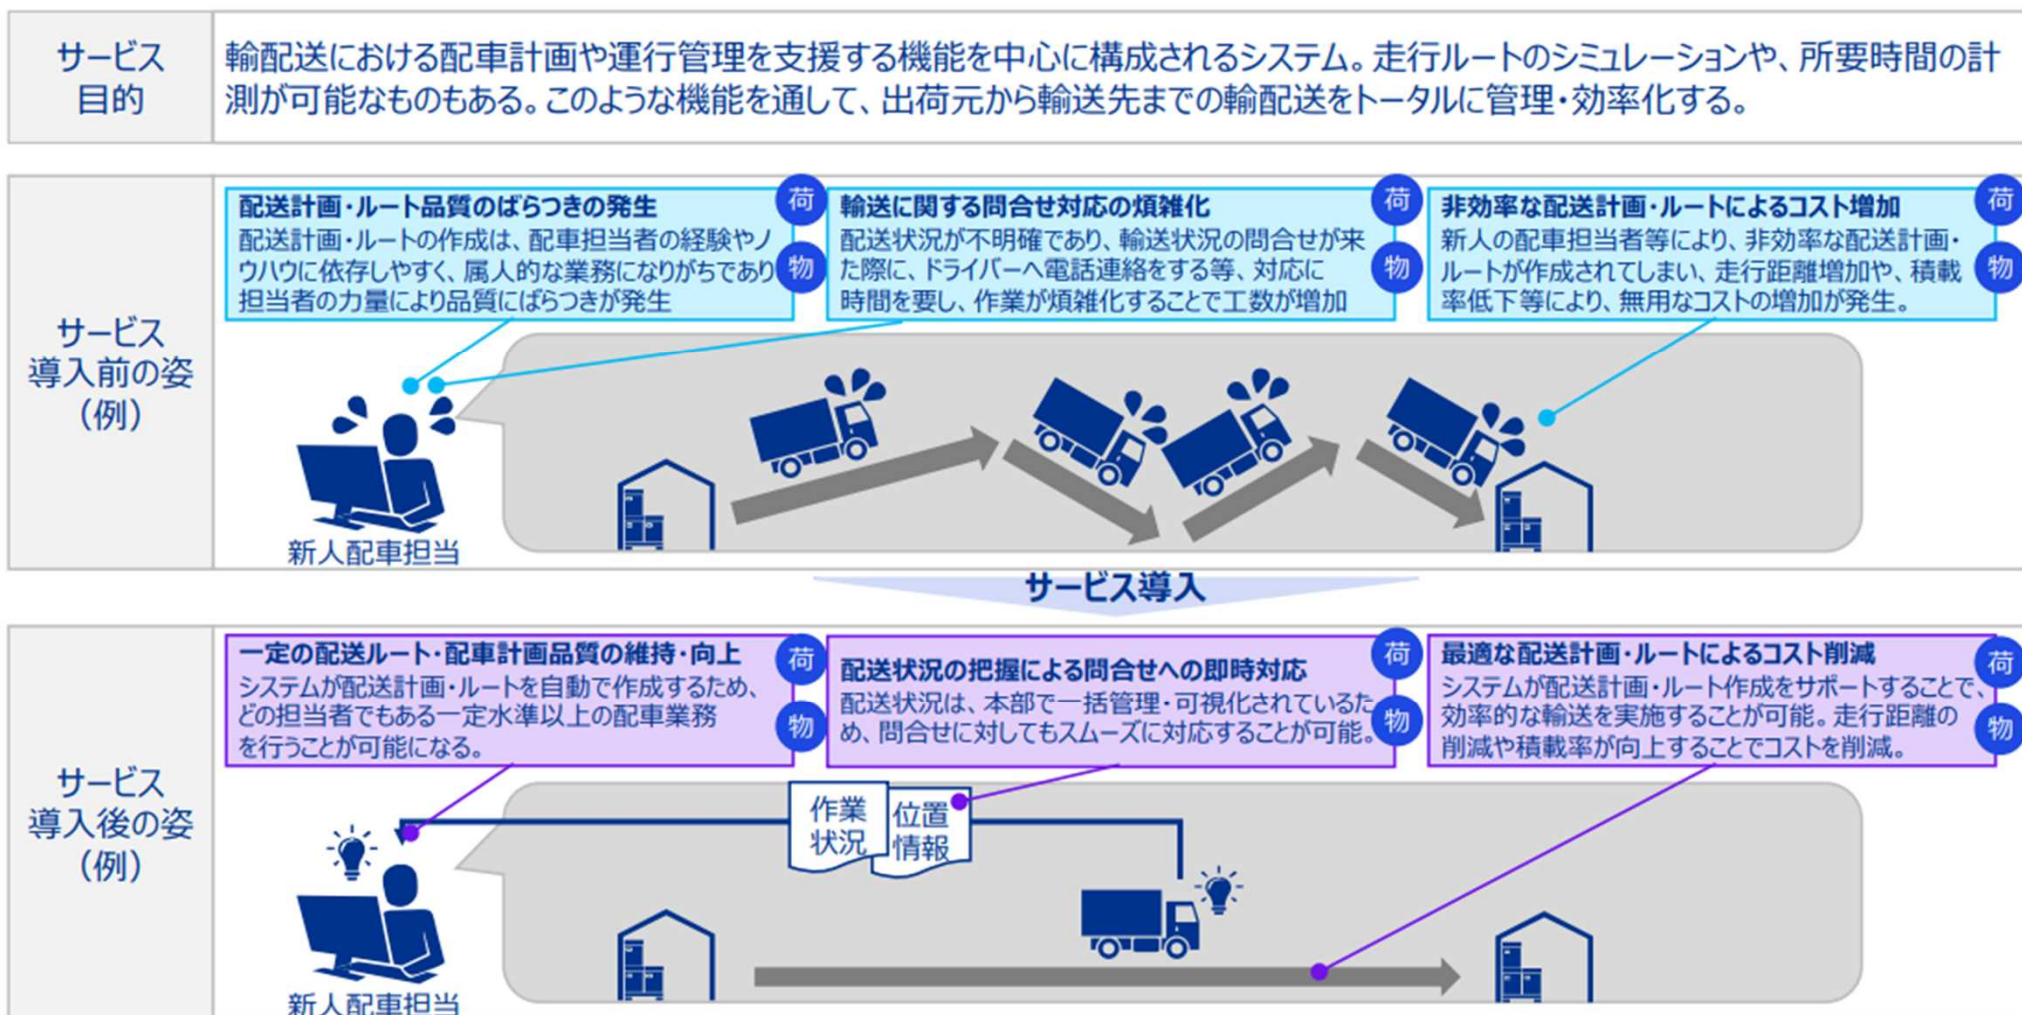 サービス
目的
輸配送における配車計画や運行管理を支援する機能を中心に構成されるシステム。走行ルートのシミュレーションや、所要時間の計
測が可能なものもある。このような機能を通して、出荷元から輸送先までの輸配送をトータルに管理・効率化する。
サービス
導入前の姿
（例）
配送計画・ルート品質のばらつきの発生
配送計画・ルートの作成は、配車担当者の経験やノ
ウハウに依存しやすく、属人的な業務になりがちであり
担当者の力量により品質にばらつきが発生
荷
物
輸送に関する問合せ対応の煩雑化
配送状況が不明確であり、輸送状況の問合せが来
た際に、ドライバーへ電話連絡をする等、対応に
時間を要し、作業が煩雑化することで工数が増加
荷
物
非効率な配送計画・ルートによるコスト増加
新人の配車担当者等により、非効率な配送計画・
ルートが作成されてしまい、走行距離増加や、積載
率低下等により、無用なコストの増加が発生。
荷
物
新人配車担当
サービス導入
サービス
導入後の姿
（例）
一定の配送ルート・配車計画品質の維持・向上
システムが配送計画・ルートを自動で作成するため、
どの担当者でもある一定水準以上の配車業務
を行うことが可能になる。
荷
物
配送状況の把握による問合せへの即時対応
配送状況は、本部で一括管理・可視化されているた
め、問合せに対してもスムーズに対応することが可能。
荷
物
最適な配送計画・ルートによるコスト削減
システムが配送計画・ルート作成をサポートすることで、
効率的な輸送を実施することが可能。走行距離の
削減や積載率が向上することでコストを削減。
荷
物
作業
状況
位置
情報
新人配車担当